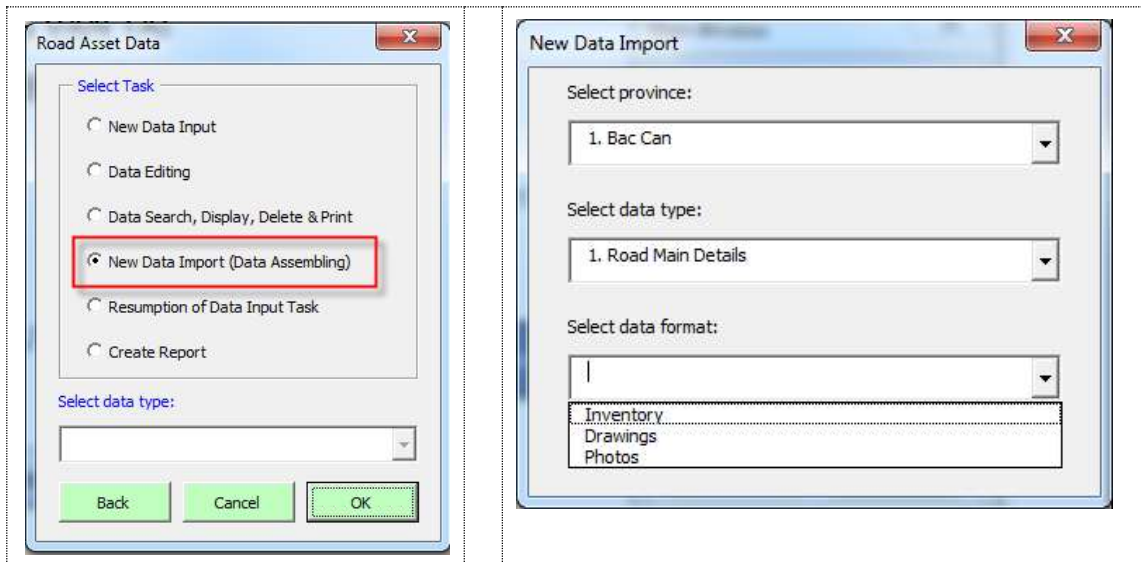 Road Asset Data
Select Task
New Data Input
Data Editing
Data Search, Display, Delete & Print
New Data Import (Data Assembling)
Resumption of Data Input Task
Create Report
Select data type:
Back
Cancel
OK
New Data Import
Select province:
1. Bac Can
Select data type:
1. Road Main Details
Select data format:
Inventory
Drawings
Photos